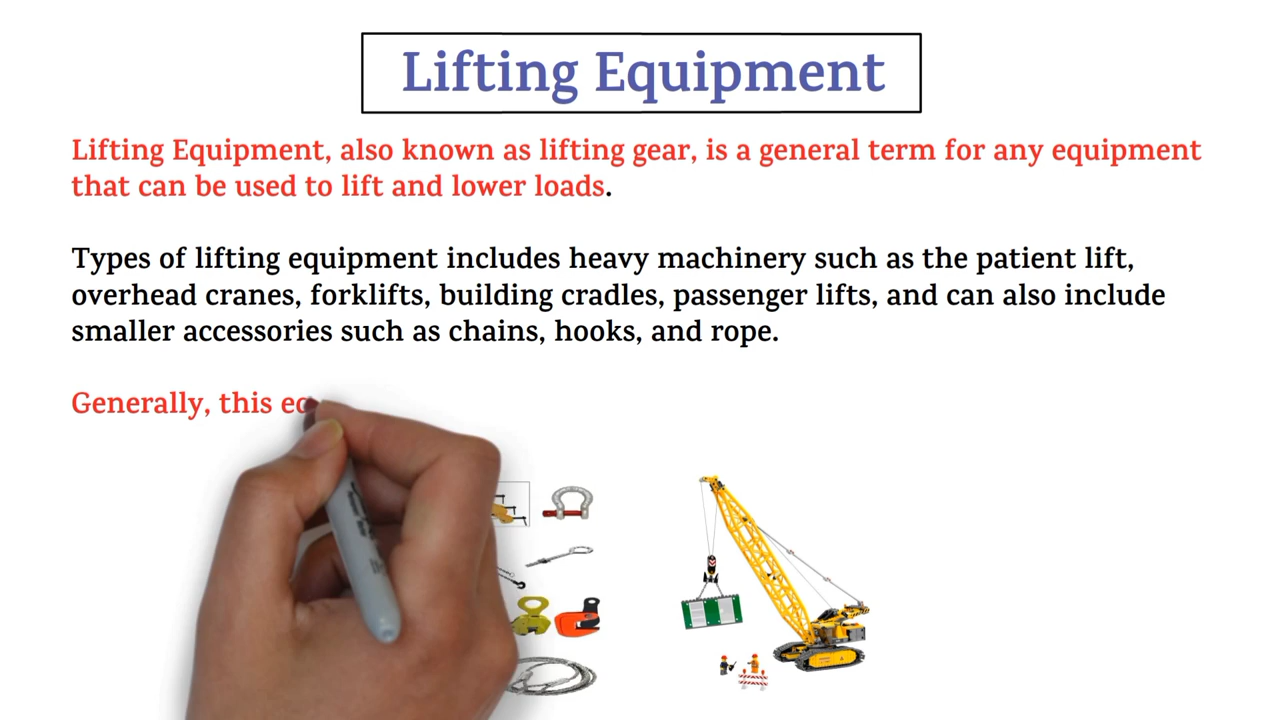 Lifting Equipment
Lifting Equipment, also known as lifting gear, is a general term for any equipment
that can be used to lift and lower loads.
Types of lifting equipment includes heavy machinery such as the patient lift,
overhead cranes, forklifts, building cradles, passenger lifts, and can also include
smaller accessories such as chains, hooks, and rope.
Generally, this